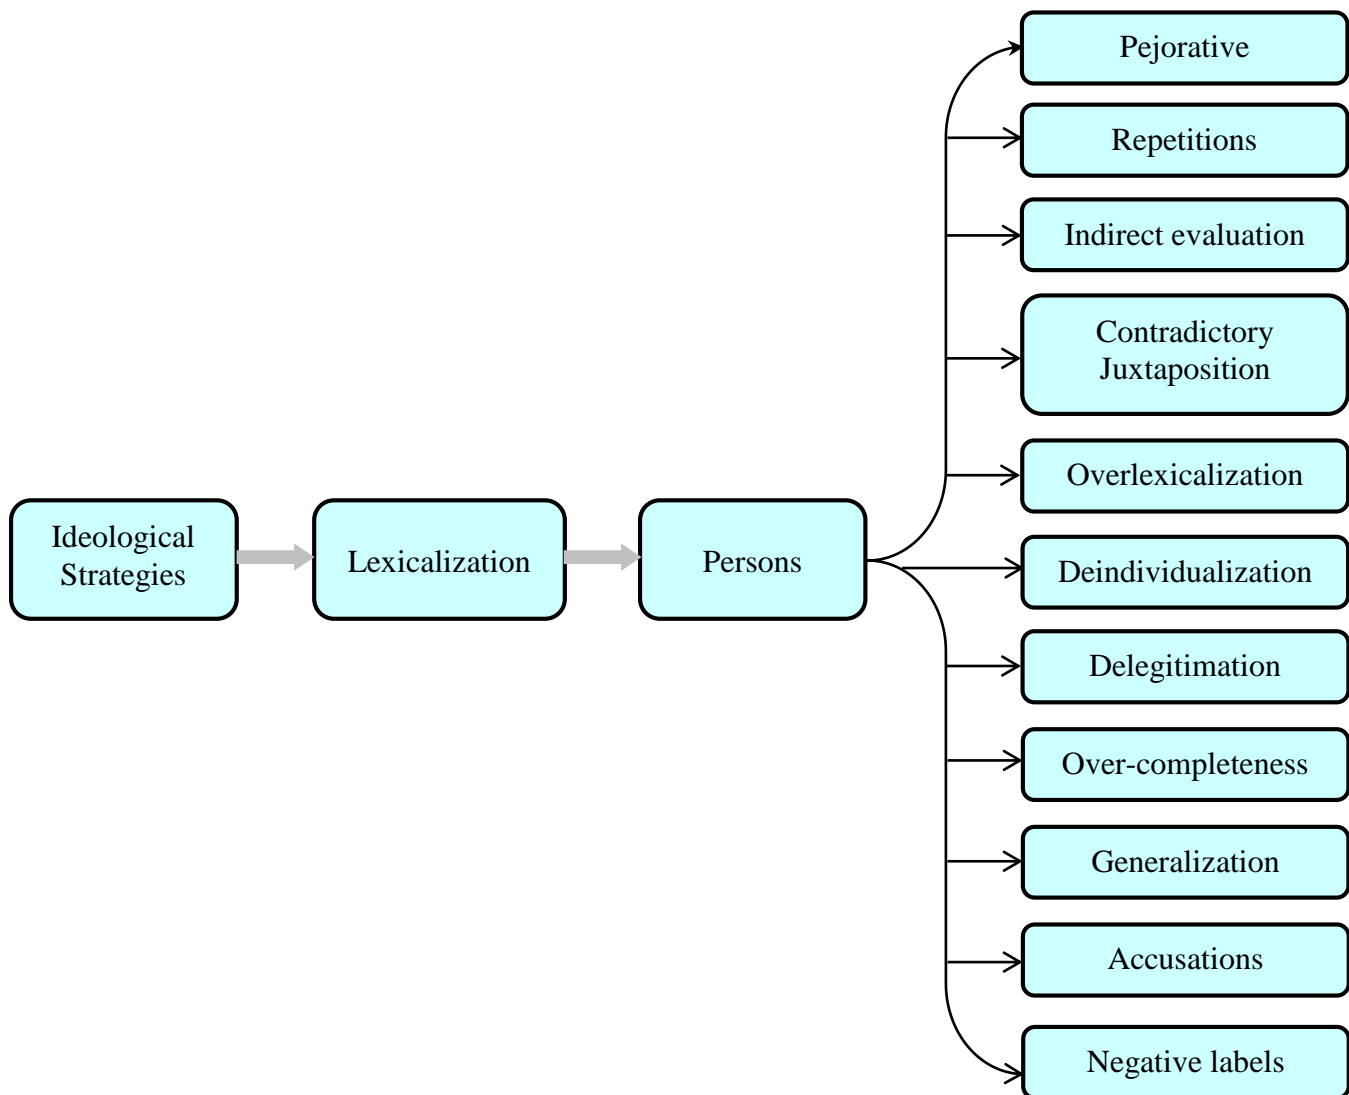 Pejorative
Repetitions
Indirect evaluation
Contradictory
Juxtaposition
Overlexicalization
Ideological
Strategies
Lexicalization
Persons
Deindividualization
Delegitimation
Over-completeness
Generalization
Accusations
Negative labels